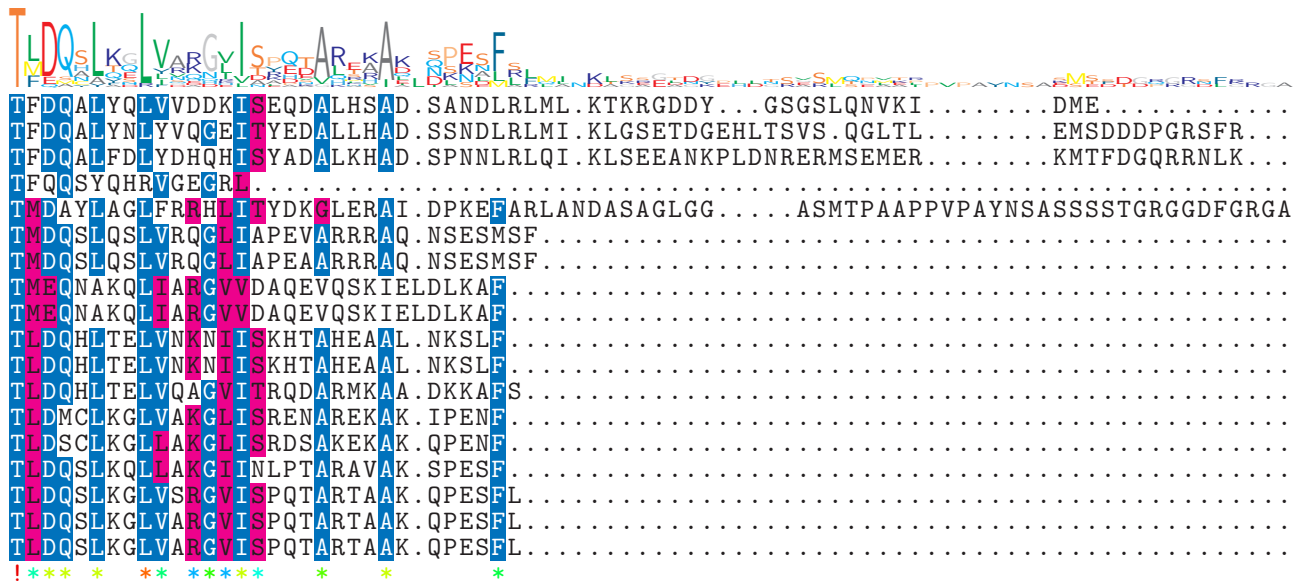 TFDQALYQLVVDDKISEQDALHSAD.SANDLRLML.KTKRGDDY...GSGSLQNVKI........DME............
TFDQALYNLYVQGEITYEDALLHAD.SSNDLRLMI.KLGSETDGEHLTSVS.QGLTL........EMSDDDPGRSFR...
TFDQALFDLYDHQHISYADALKHAD.SPNNLRLQI.KLSEEANKPLDNRERMSEMER........KMTFDGQRRNLK...
TFQQSYQHRVGEGRL.................................................................
TMDAYLAGLFRRHLITYDKGLERAI.DPKEFARLANDASAGLGG.....ASMTPAAPPVPAYNSASSSSTGRGGDFGRGA
TMDQSLQSLVRQGLIAPEVARRRAQ.NSESMSF...............................................
TMDQSLQSLVRQGLIAPEAARRRAQ.NSESMSF...............................................
TMEQNAKQLIARGVVDAQEVQSKIELDLKAF.................................................
TMEQNAKQLIARGVVDAQEVQSKIELDLKAF.................................................
TLDQHLTELVNKNIISKHTAHEAAL.NKSLF.................................................
TLDQHLTELVNKNIISKHTAHEAAL.NKSLF.................................................
TLDQHLTELVQAGVITRQDARMKAA.DKKAFS................................................
TLDMCLKGLVAKGLISRENAREKAK.IPENF.................................................
TLDSCLKGLLAKGLISRDSAKEKAK.QPENF.................................................
TLDQSLKQLLAKGIINLPTARAVAK.SPESF.................................................
TLDQSLKGLVSRGVISPQTARTAAK.QPESFL................................................
TLDQSLKGLVARGVISPQTARTAAK.QPESFL................................................
TLDQSLKGLVARGVISPQTARTAAK.QPESFL................................................
!*** * ** ***** * * *